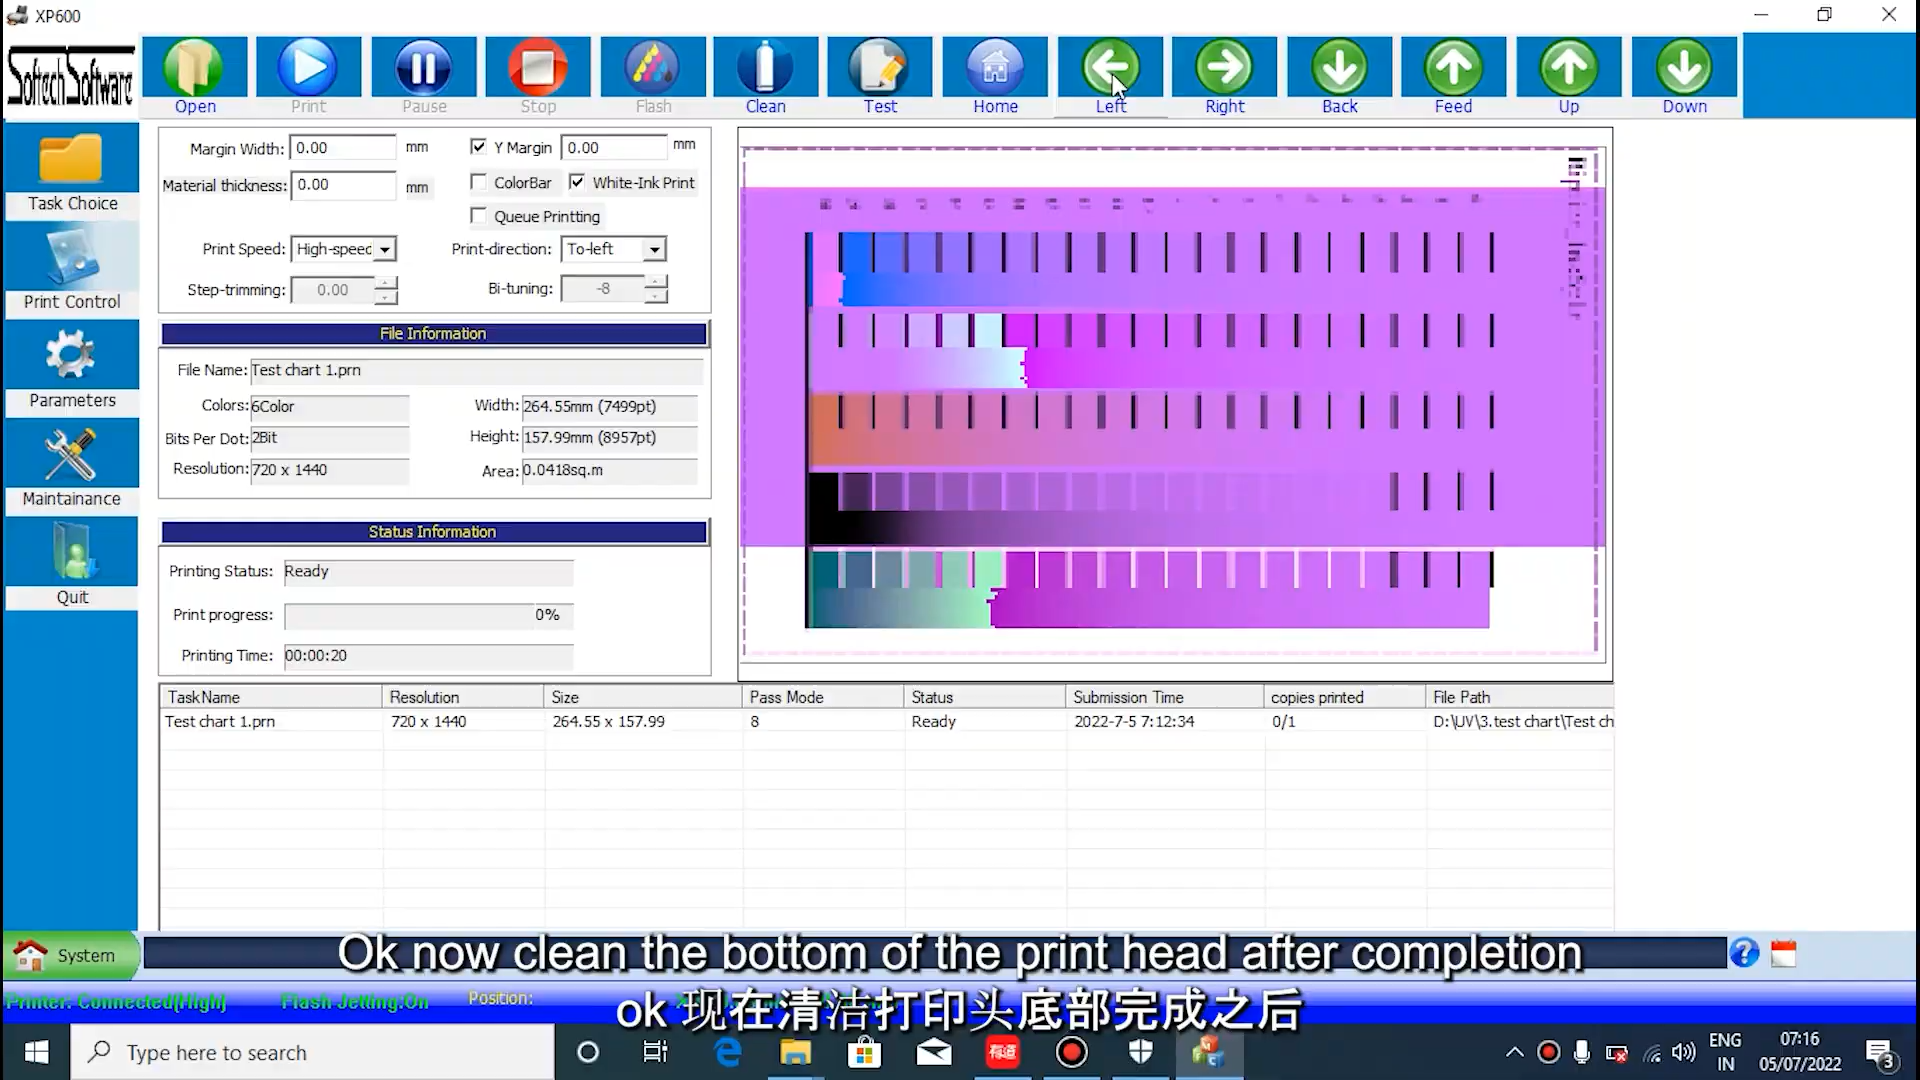 XP600
Softech Software
Open Print Pause Stop Flash Clean Test Home Left Right Back Feed Up Down
Task Choice
Print Control
Parameters
Maintainance
Quit
Margin Width: 0.00 mm Y Margin 0.00 mm
Material thickness: 0.00 mm ColorBar White-Ink Print
Queue Printting
Print Speed: High-speed Print-direction: To-left
Step-trimming: 0.00 Bi-tuning: -8
File Information
File Name: Test chart 1.prn
Colors: 6Color Width: 264.55mm (7499pt)
Bits Per Dot: 2Bit Height: 157.99mm (8957pt)
Resolution: 720 x 1440 Area: 0.0418sq.m
Status Information
Printing Status: Ready
Print progress: 0%
Printing Time: 00:00:20
TaskName Resolution Size Pass Mode Status Submission Time copies printed File Path
Test chart 1.prn 720 x 1440 264.55 x 157.99 8 Ready 2022-7-5 7:12:34 0/1 D:\UV\3.test chart\Test ch
System
Ok now clean the bottom of the print head after completion
Printer: Connected(High) Flash Jetting:On Position:
ok 现在清洁打印头底部完成之后
Type here to search
有道
ENG
IN
07:16
05/07/2022
3